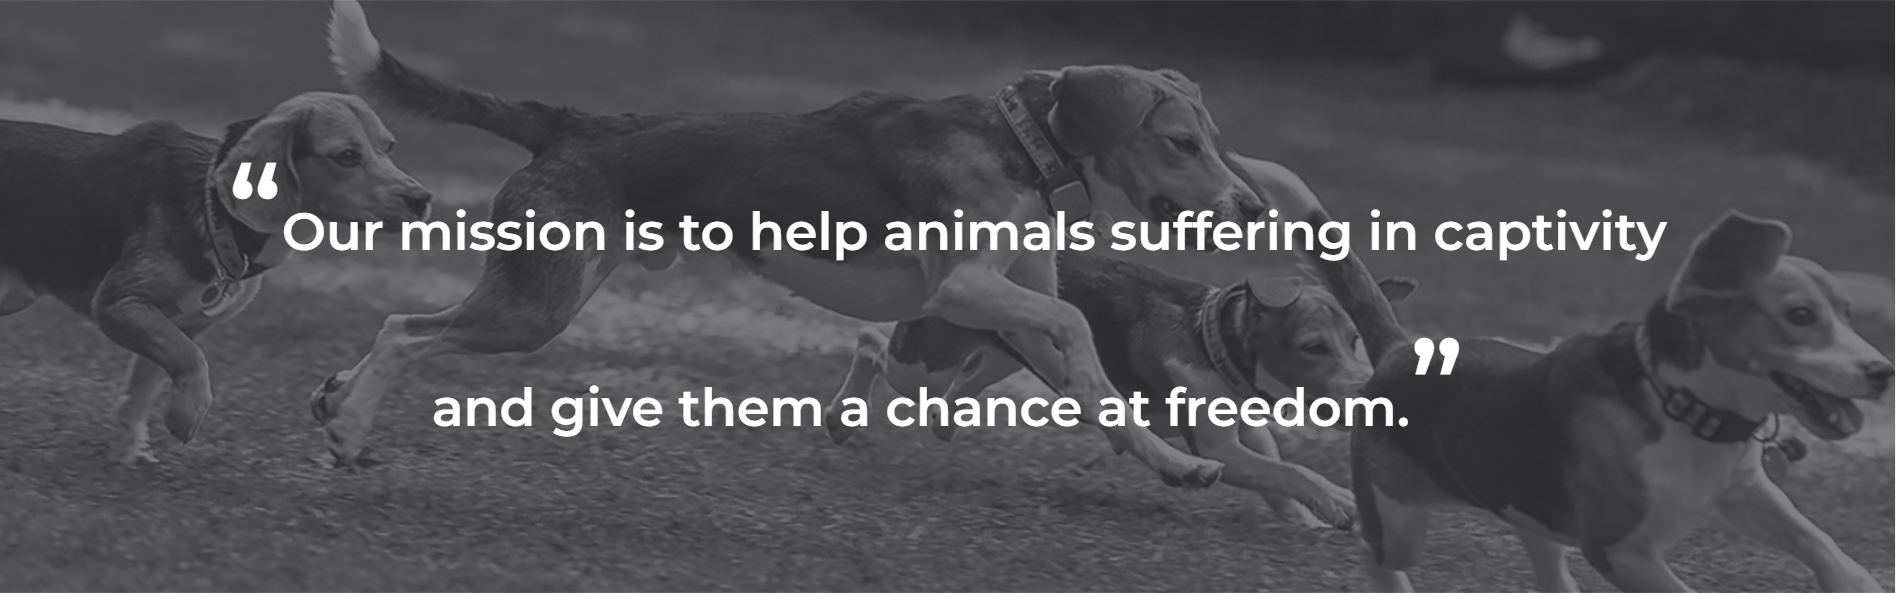 “Our mission is to help animals suffering in captivity
and give them a chance at freedom.”